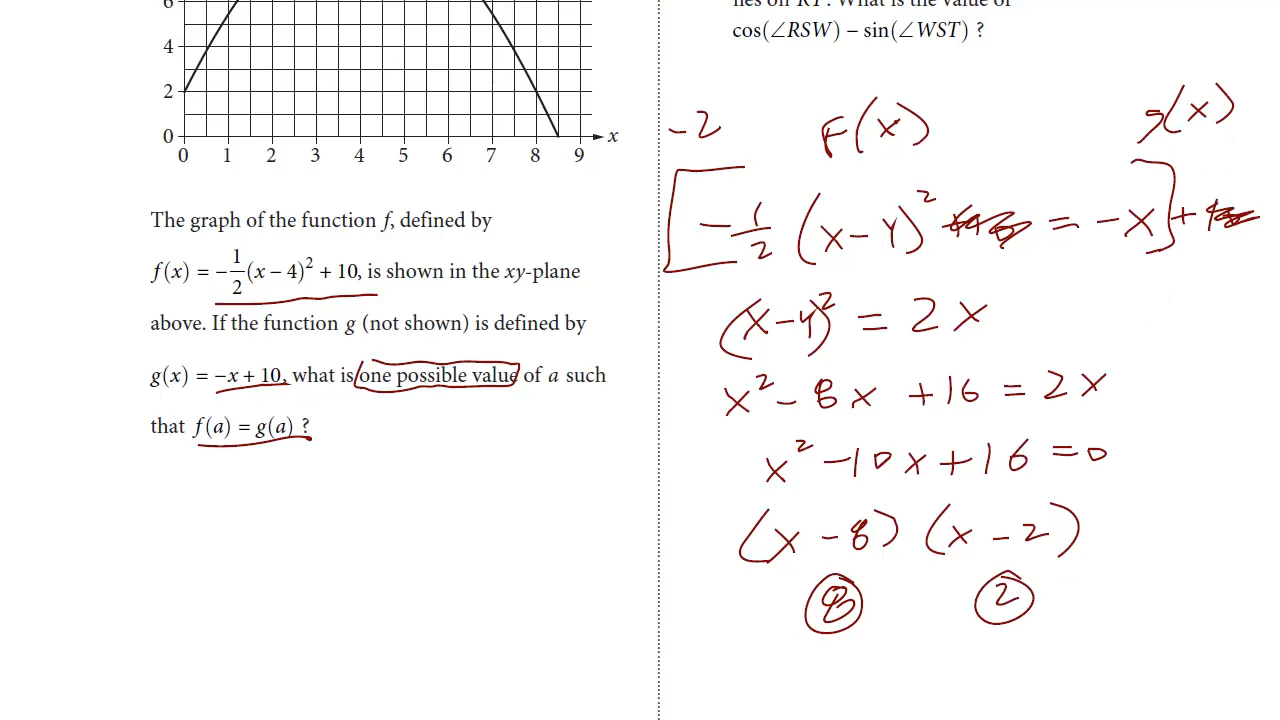 6
4
2
0
0 1 2 3 4 5 6 7 8 9 x
The graph of the function f, defined by
f(x) = -1/2(x − 4)² + 10, is shown in the xy-plane
above. If the function g (not shown) is defined by
g(x) = −x + 10, what is one possible value of a such
that f(a) = g(a) ?
cos(∠RSW) − sin(∠WST) ?
-2 F(x) g(x)
[-1/2 (x-4)² = -x] +
(x-4)² = 2x
x² - 8x + 16 = 2x
x² - 10x + 16 = 0
(x - 8) (x - 2)
8 2